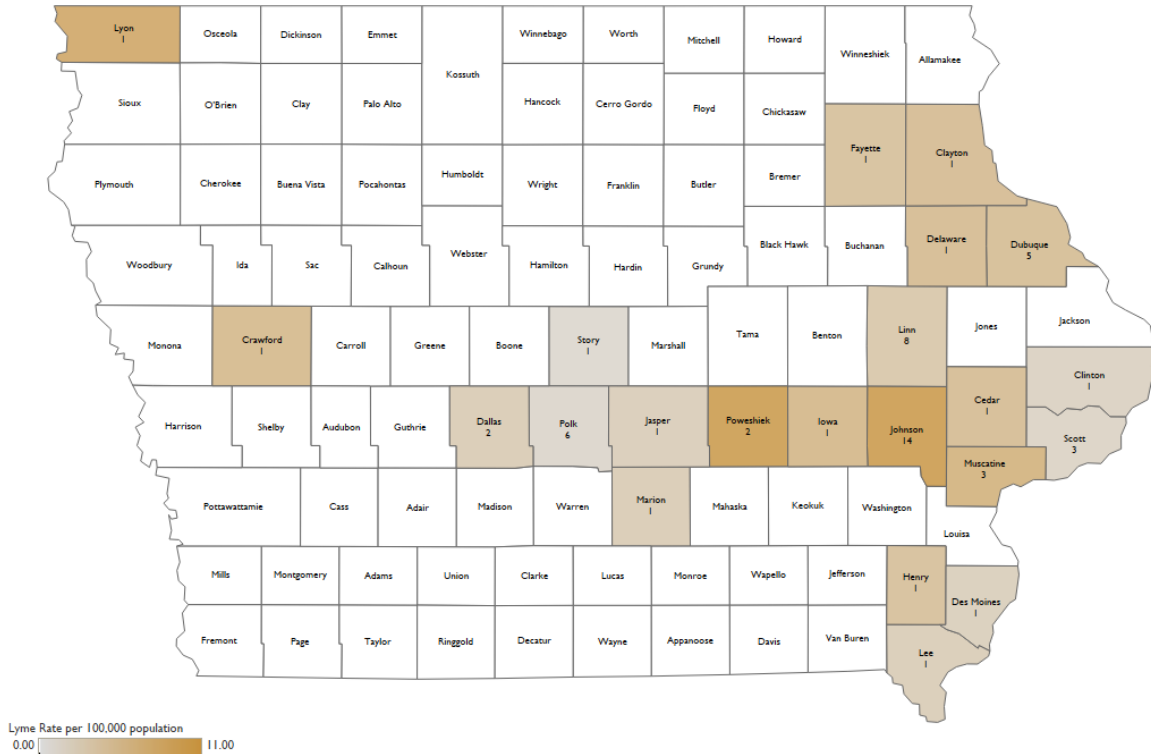 Lyon
1
Osceola
Dickinson
Emmet
Kossuth
Winnebago
Worth
Mitchell
Howard
Winneshiek
Allamakee
Sioux
O'Brien
Clay
Palo Alto
Hancock
Cerro Gordo
Floyd
Chickasaw
Fayette
1
Clayton
1
Plymouth
Cherokee
Buena Vista
Pocahontas
Humboldt
Wright
Franklin
Butler
Bremer
Woodbury
Ida
Sac
Calhoun
Webster
Hamilton
Hardin
Grundy
Black Hawk
Buchanan
Delaware
1
Dubuque
5
Monona
Crawford
1
Carroll
Greene
Boone
Story
1
Marshall
Tama
Benton
Linn
8
Jones
Jackson
Clinton
1
Harrison
Shelby
Audubon
Guthrie
Dallas
2
Polk
6
Jasper
1
Poweshiek
2
Iowa
1
Johnson
14
Cedar
1
Scott
3
Muscatine
3
Pottawattamie
Cass
Adair
Madison
Warren
Marion
1
Mahaska
Keokuk
Washington
Louisa
Mills
Montgomery
Adams
Union
Clarke
Lucas
Monroe
Wapello
Jefferson
Henry
1
Des Moines
1
Fremont
Page
Taylor
Ringgold
Decatur
Wayne
Appanoose
Davis
Van Buren
Lee
1
Lyme Rate per 100,000 population
0.00 11.00